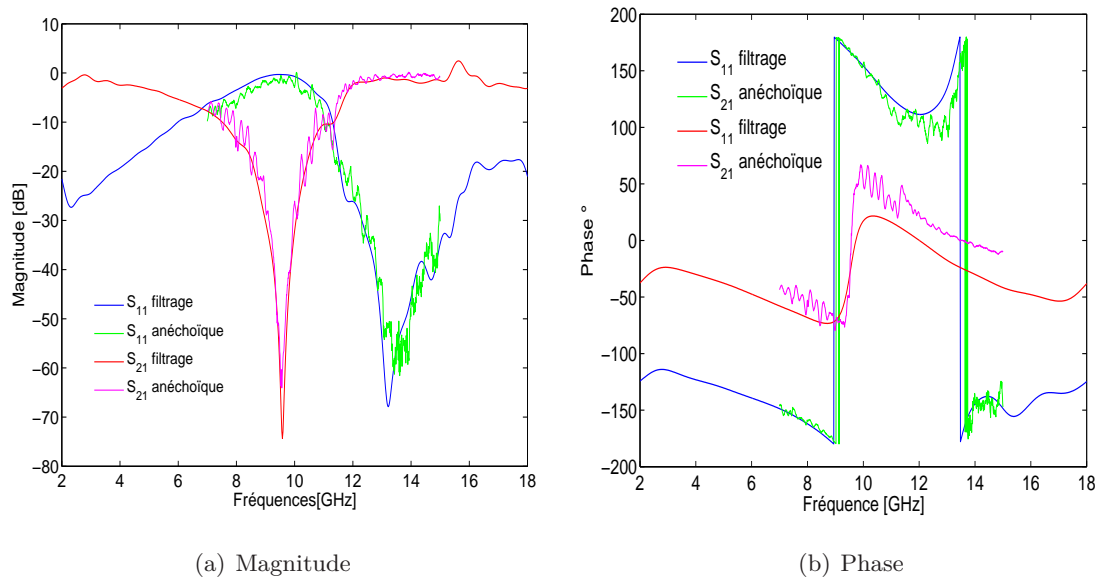 10
0
−10
−20
−30
−40
−50
−60
−70
−80
Magnitude [dB]
S11 filtrage
S11 anéchoïque
S21 filtrage
S21 anéchoïque
2 4 6 8 10 12 14 16 18
Fréquences[GHz]
(a) Magnitude
200
150
100
50
0
−50
−100
−150
−200
Phase °
S11 filtrage
S21 anéchoïque
S11 filtrage
S21 anéchoïque
2 4 6 8 10 12 14 16 18
Fréquence [GHz]
(b) Phase